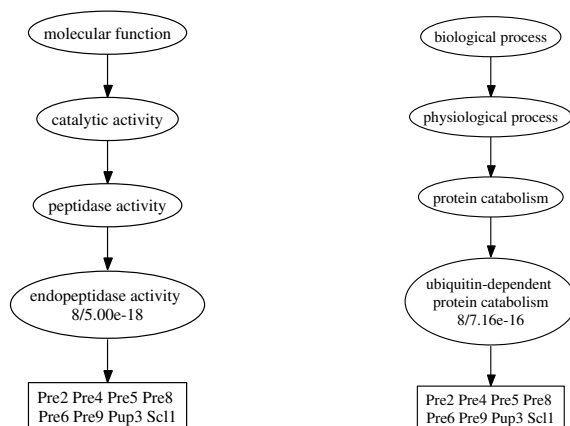 molecular function
catalytic activity
peptidase activity
endopeptidase activity
8/5.00e-18
Pre2 Pre4 Pre5 Pre8
Pre6 Pre9 Pup3 Scl1
biological process
physiological process
protein catabolism
ubiquitin-dependent
protein catabolism
8/7.16e-16
Pre2 Pre4 Pre5 Pre8
Pre6 Pre9 Pup3 Scl1